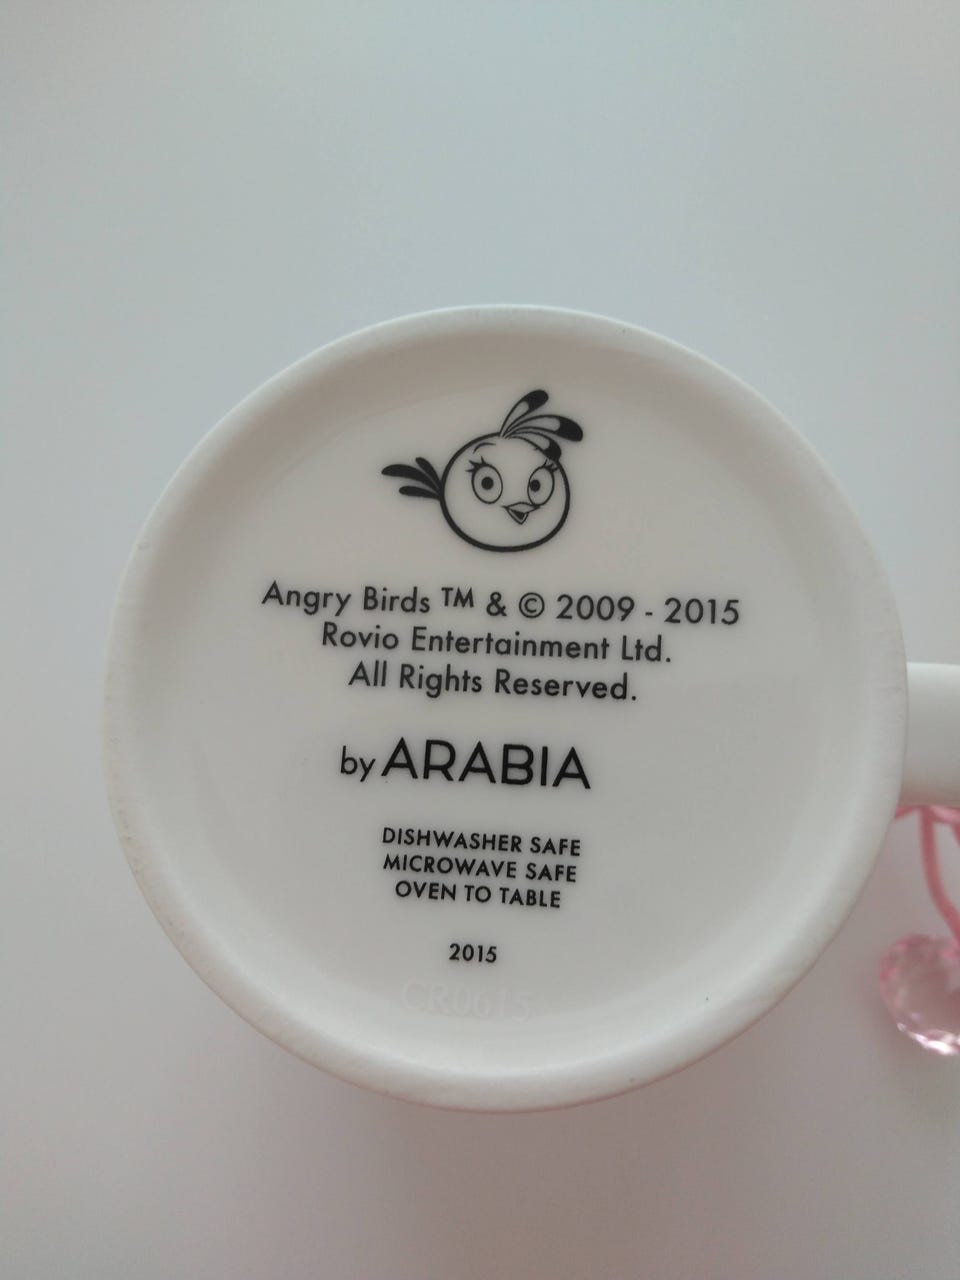 Angry Birds ™ & © 2009 - 2015
Rovio Entertainment Ltd.
All Rights Reserved.
by ARABIA
DISHWASHER SAFE
MICROWAVE SAFE
OVEN TO TABLE
2015
CR0615